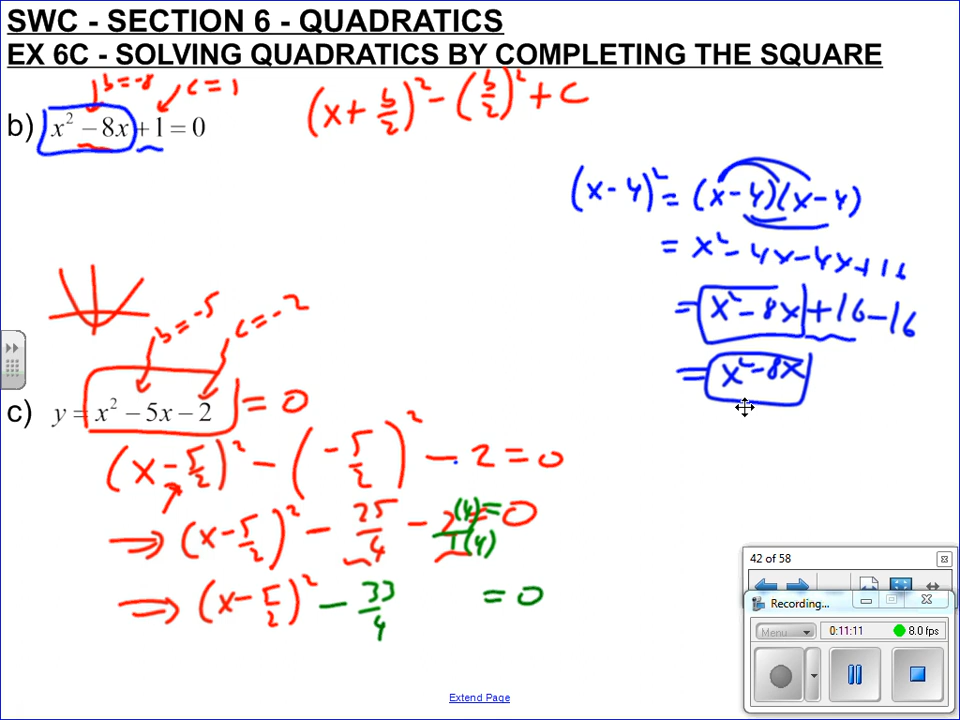 SWC - SECTION 6 - QUADRATICS
EX 6C - SOLVING QUADRATICS BY COMPLETING THE SQUARE
b=-8 c=1
(x + b/2)² - (b/2)² + c
b) x² - 8x + 1 = 0
(x-4)² = (x-4)(x-4)
= x² - 4x - 4x + 16
= x² - 8x + 16 - 16
= x² - 8x
b=-5 c=-2
c) y = x² - 5x - 2 = 0
(x - 5/2)² - (-5/2)² - 2 = 0
⇒ (x - 5/2)² - 25/4 - 2(4)/1(4) = 0
⇒ (x - 5/2)² - 33/4 = 0
42 of 58
Recording...
Menu 0:11:11 8.0 fps
Extend Page